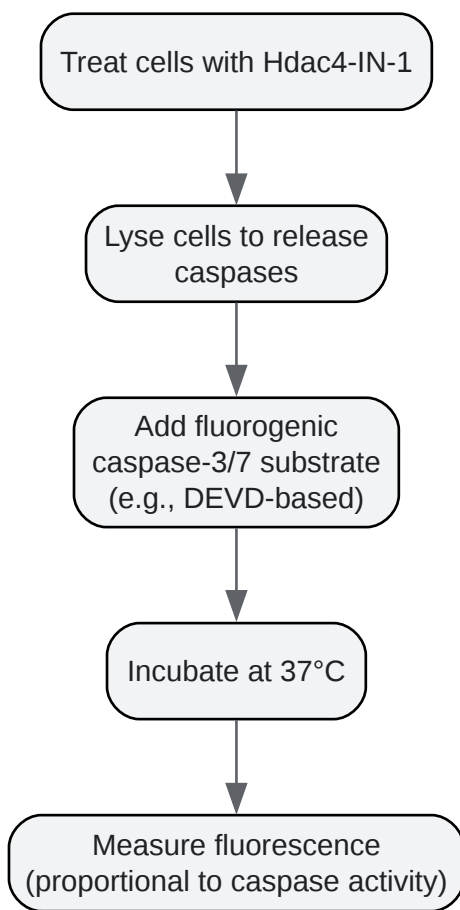 Treat cells with Hdac4-IN-1
Lyse cells to release
caspases
Add fluorogenic
caspase-3/7 substrate
(e.g., DEVD-based)
Incubate at 37°C
Measure fluorescence
(proportional to caspase activity)